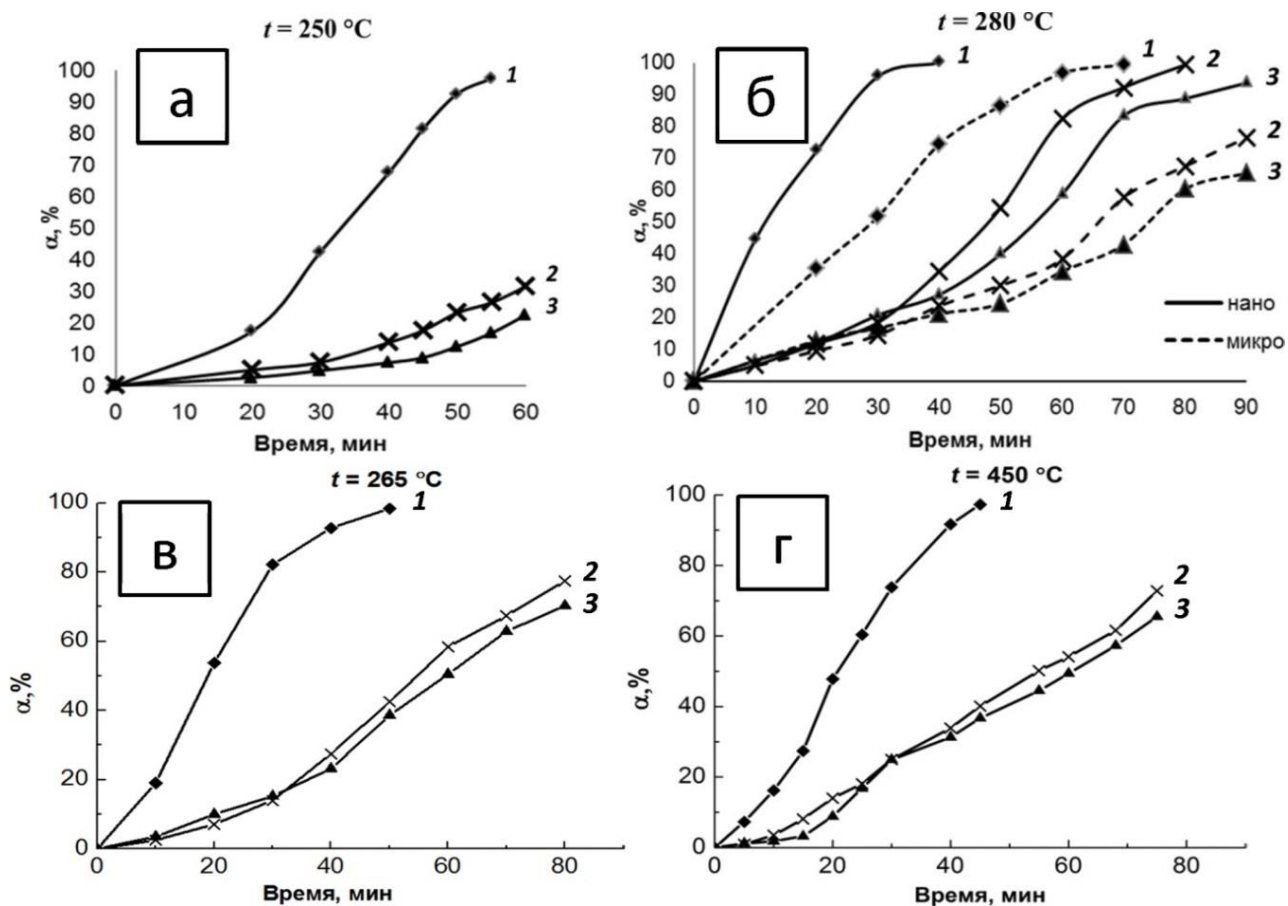 t = 250 °C
а
100
90
80
70
60
50
40
30
20
10
0
α, %
1
2
3
0 10 20 30 40 50 60
Время, мин
t = 280 °C
б
100
90
80
70
60
50
40
30
20
10
0
α, %
1
1
2
3
2
3
нано
микро
0 10 20 30 40 50 60 70 80 90
Время, мин
t = 265 °C
в
100
80
60
40
20
0
α,%
1
2
3
0 20 40 60 80
Время, мин
t = 450 °C
г
100
80
60
40
20
0
α,%
1
2
3
0 20 40 60 80
Время, мин